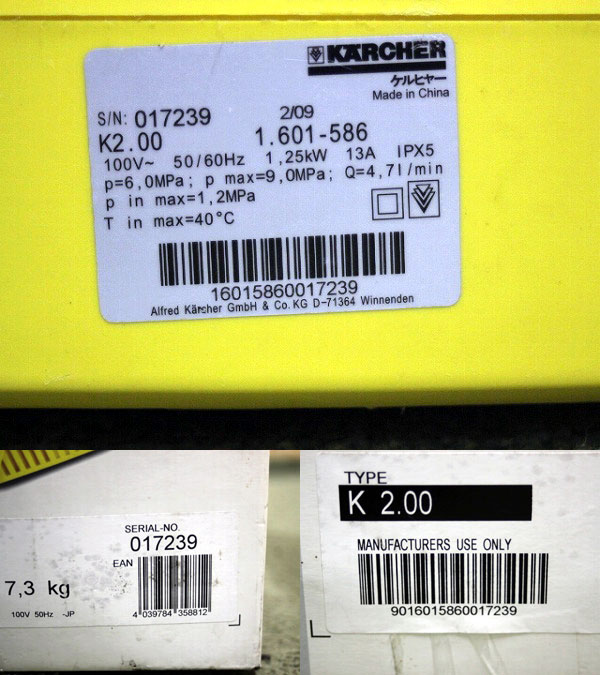 KÄRCHER
ケルヒャー
Made in China
S/N: 017239 2/09
K2.00 1.601-586
100V~ 50/60Hz 1,25kW 13A IPX5
p=6,0MPa; p max=9,0MPa; Q=4,7l/min
p in max=1,2MPa
T in max=40°C
16015860017239
Alfred Kärcher GmbH & Co.KG D-71364 Winnenden
SERIAL-NO.
017239
EAN
7,3 kg
100V 50Hz -JP
4 039784 358812
TYPE
K 2.00
MANUFACTURERS USE ONLY
9016015860017239